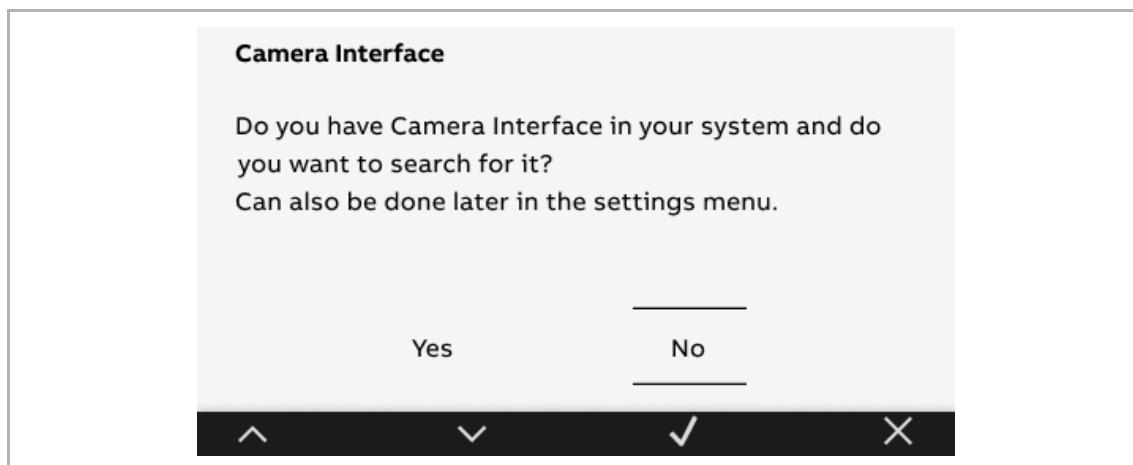 Camera Interface
Do you have Camera Interface in your system and do
you want to search for it?
Can also be done later in the settings menu.
Yes No